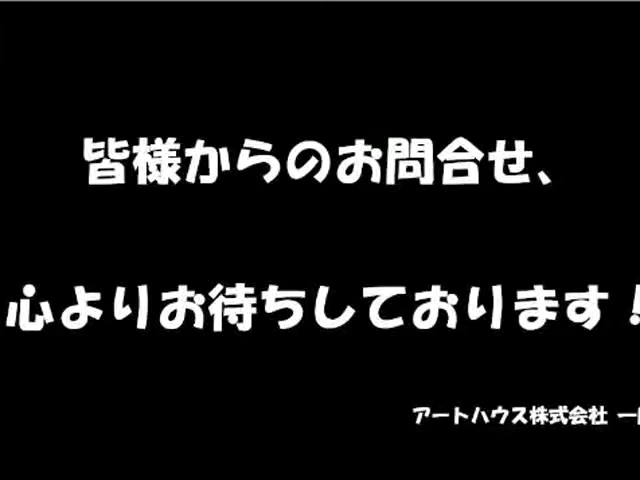 皆様からのお問合せ、
心よりお待ちしております！
アートハウス株式会社 一